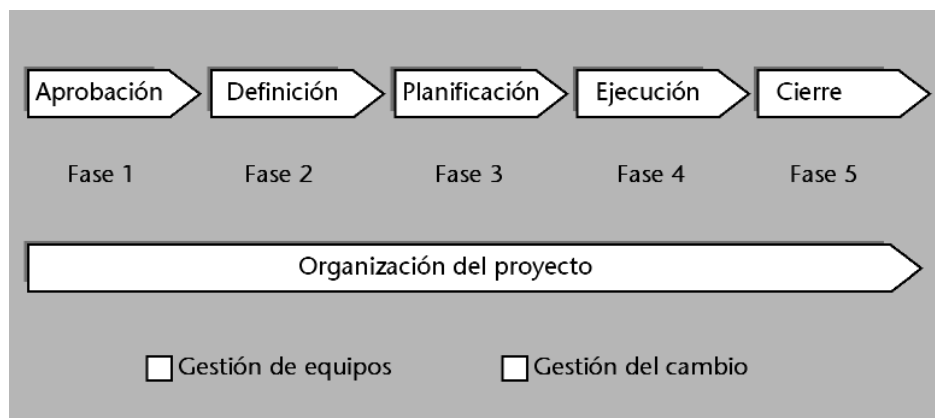 Aprobación Definición Planificación Ejecución Cierre
Fase 1 Fase 2 Fase 3 Fase 4 Fase 5
Organización del proyecto
Gestión de equipos Gestión del cambio